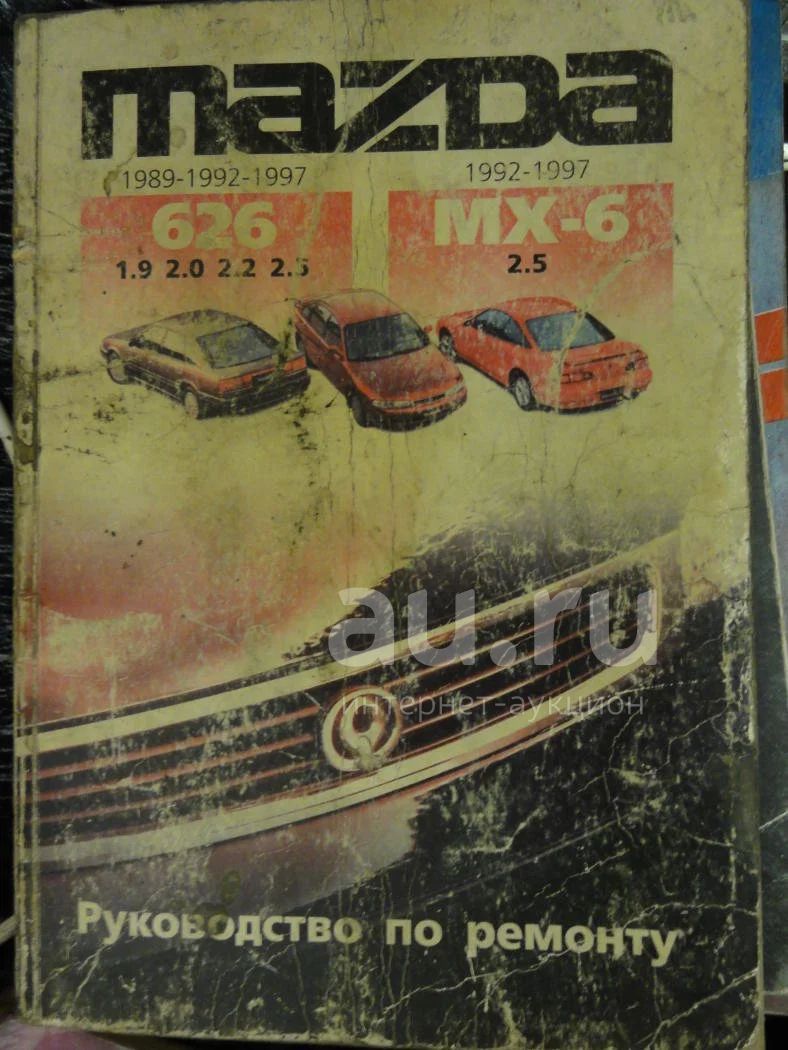 mazda
1989-1992-1997
1992-1997
626
MX-6
1.9 2.0 2.2 2.5
2.5
au.ru
интернет-аукцион
Руководство по ремонту